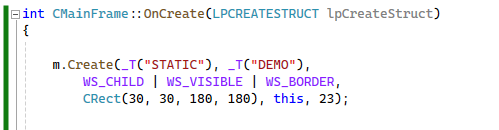 int CMainFrame::OnCreate(LPCREATESTRUCT lpCreateStruct)
{
m.Create(_T("STATIC"), _T("DEMO"),
WS_CHILD | WS_VISIBLE | WS_BORDER,
CRect(30, 30, 180, 180), this, 23);